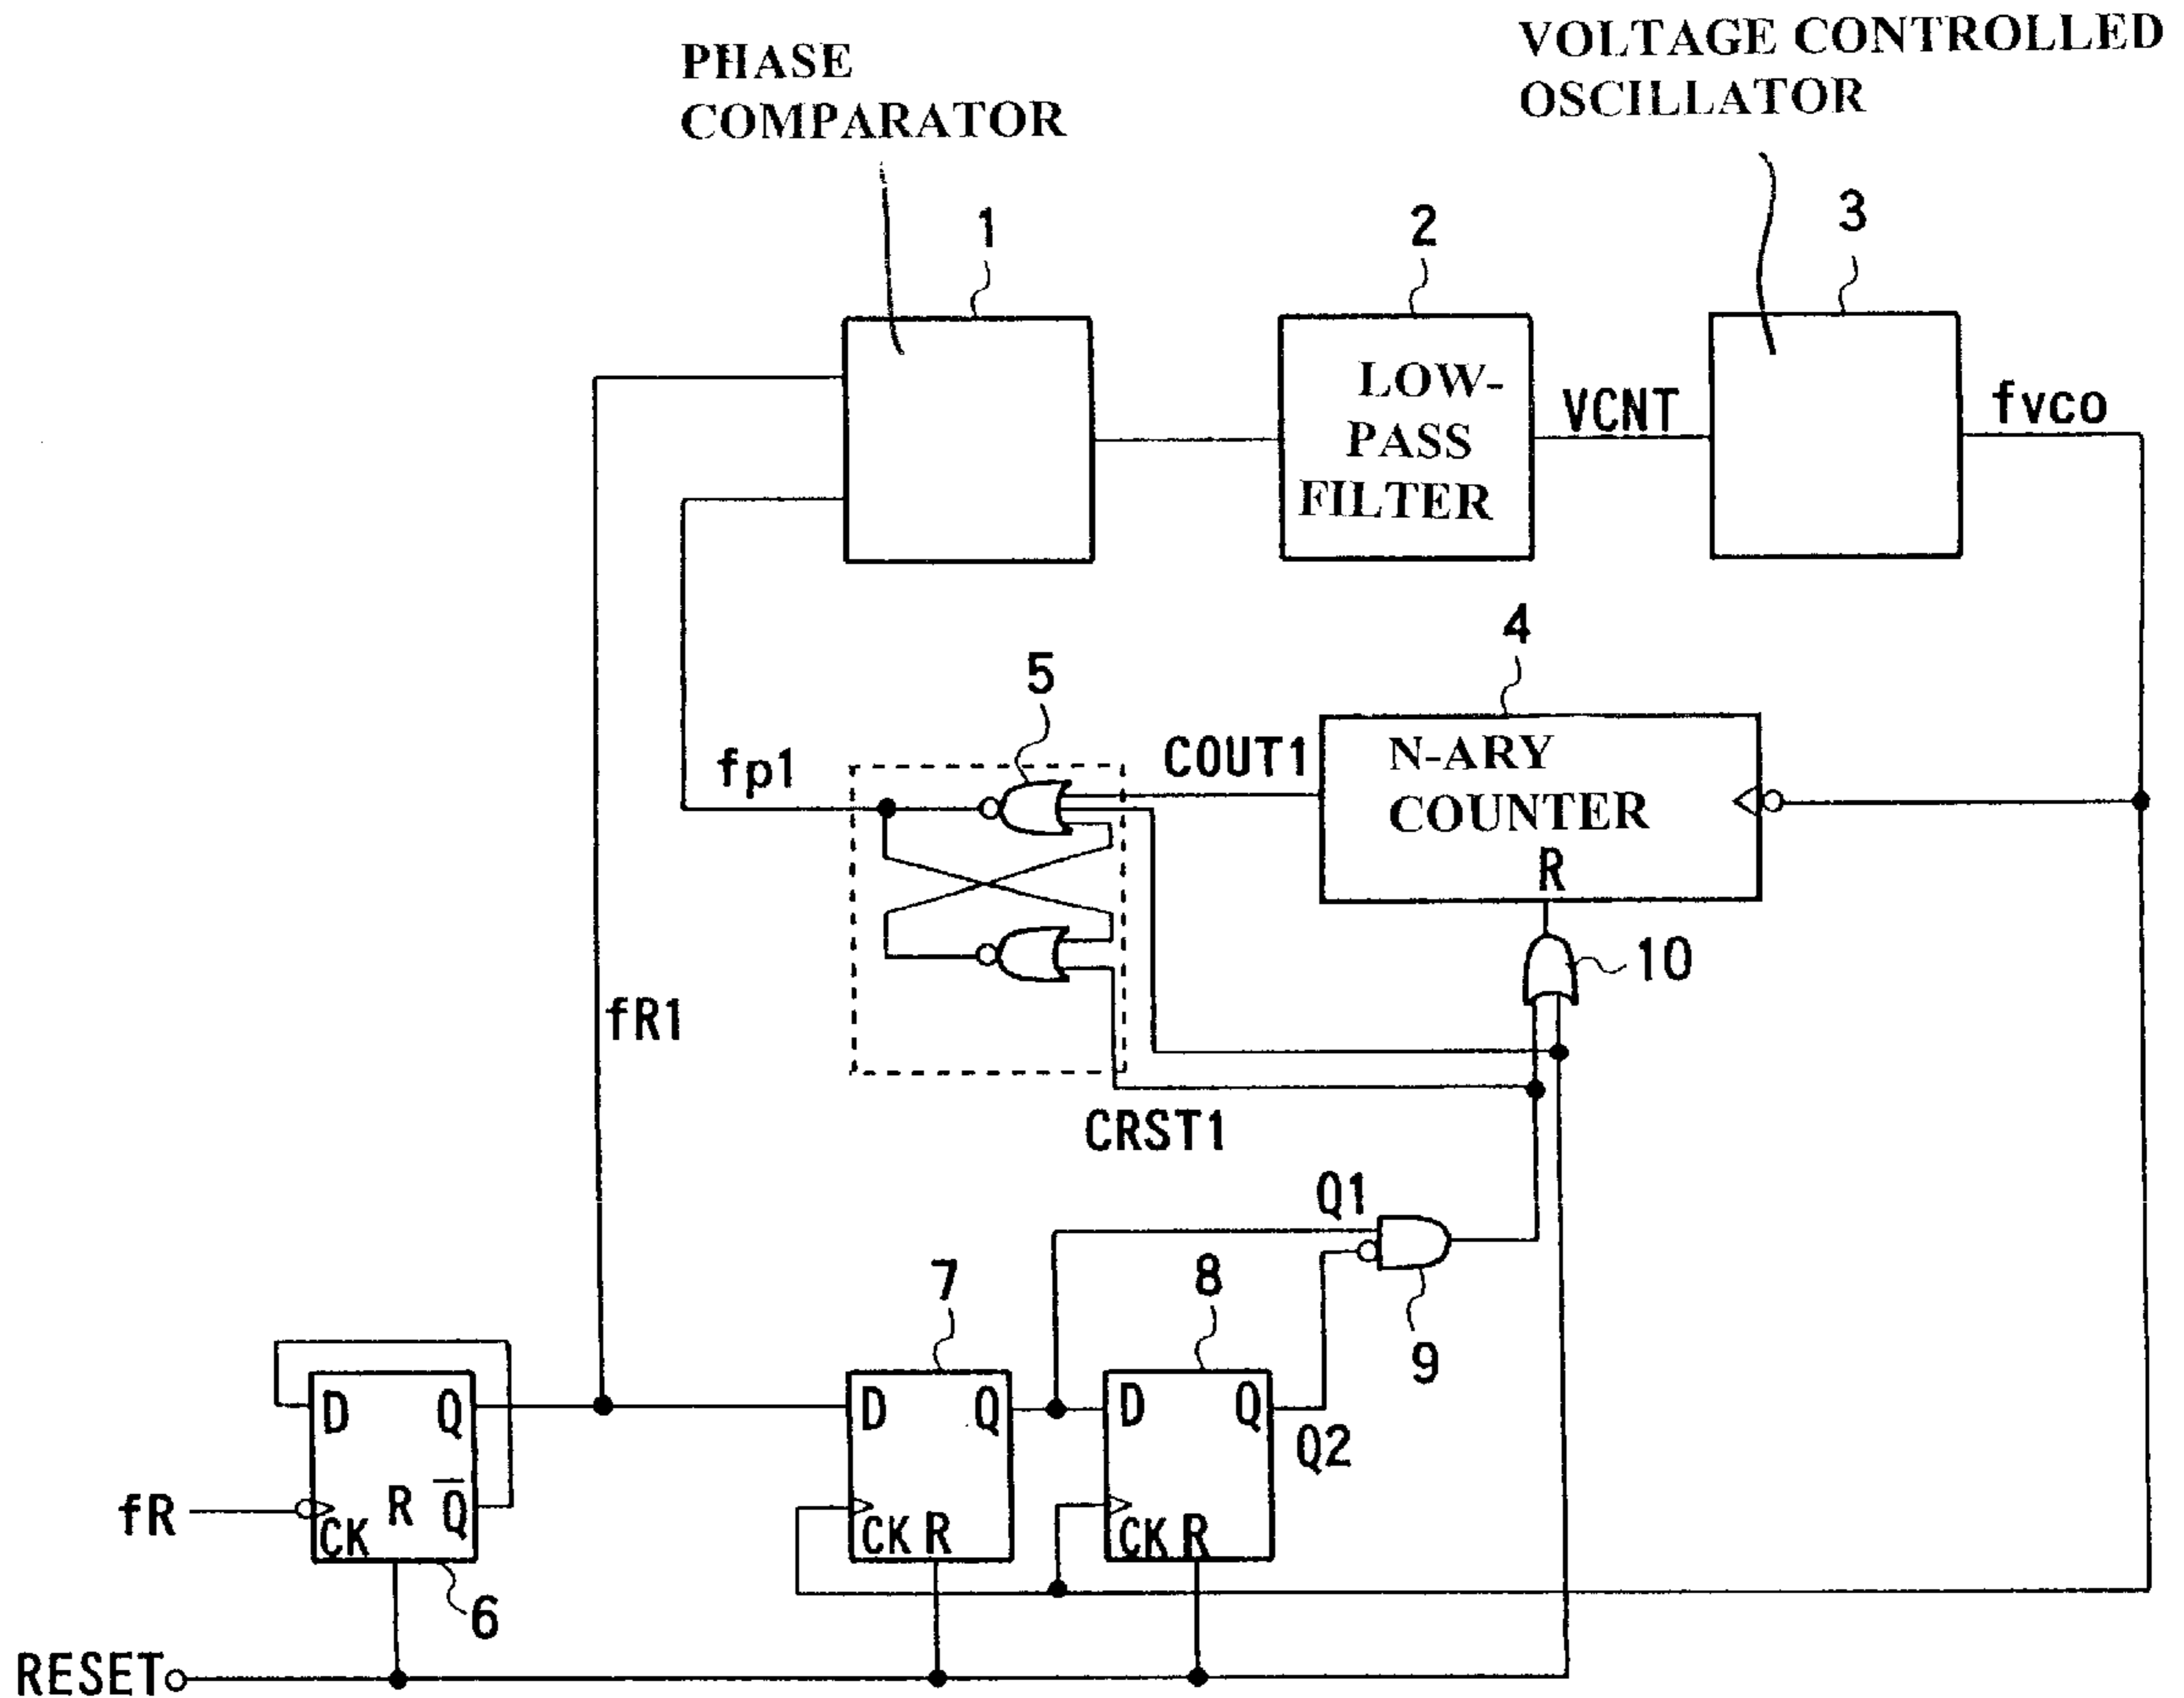 VOLTAGE CONTROLLED
OSCILLATOR
PHASE
COMPARATOR
1
2
3
LOW-
PASS
FILTER
VCNT
fvco
4
5
fp1
COUT1
N-ARY
COUNTER
R
10
fR1
CRST1
Q1
7
8
9
D
Q
D
Q
D
Q
Q2
fR
CK
R
Q̅
CK
R
CK
R
6
RESET